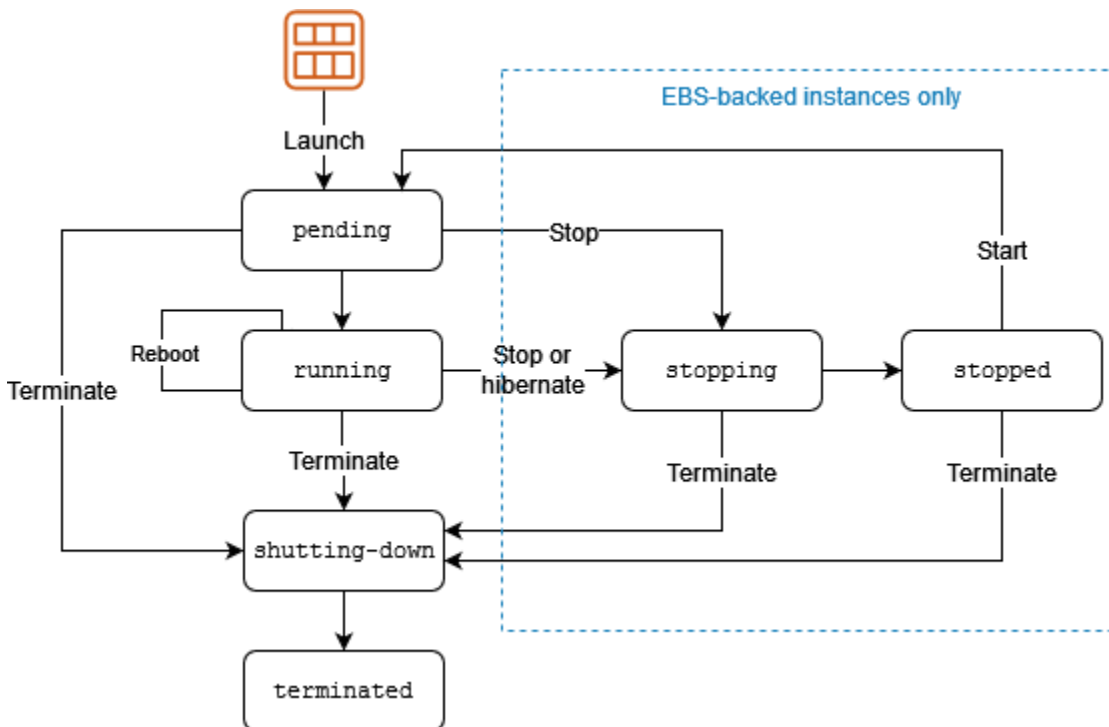 EBS-backed instances only
Launch
pending
Stop
Start
Reboot
running
Stop or
hibernate
stopping
stopped
Terminate
Terminate
Terminate
Terminate
shutting-down
terminated